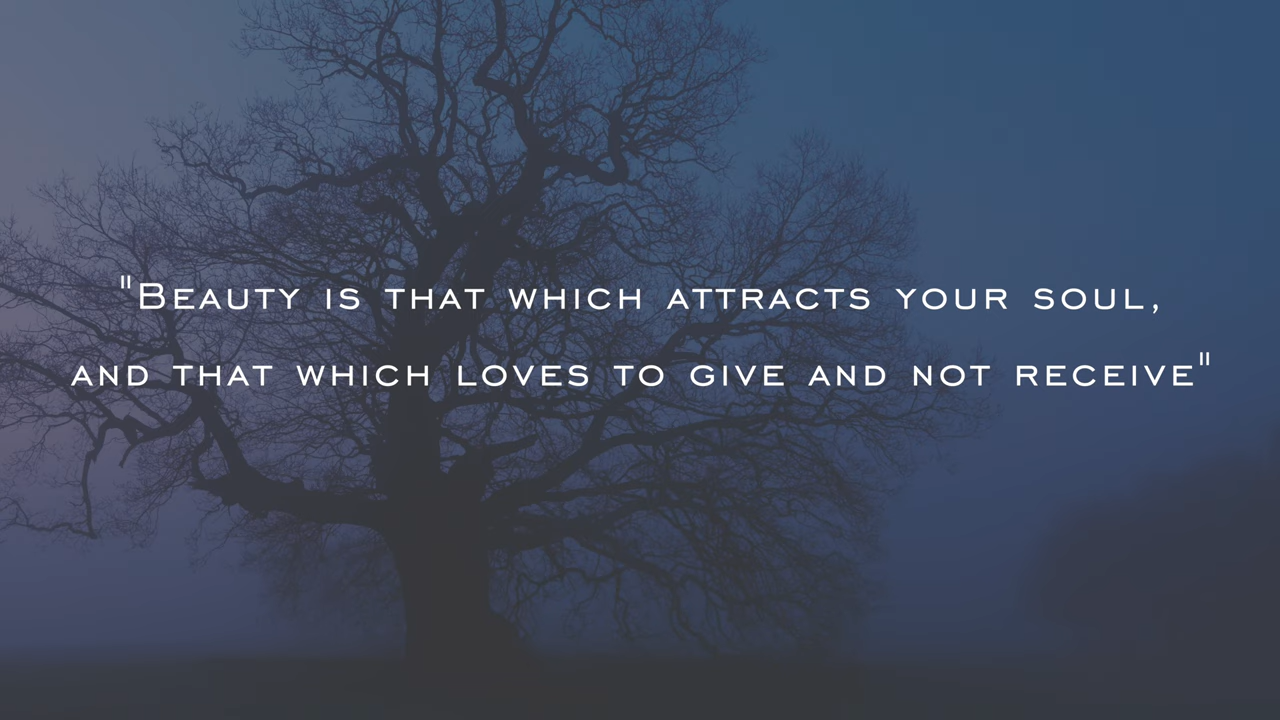 "Beauty is that which attracts your soul,
and that which loves to give and not receive"